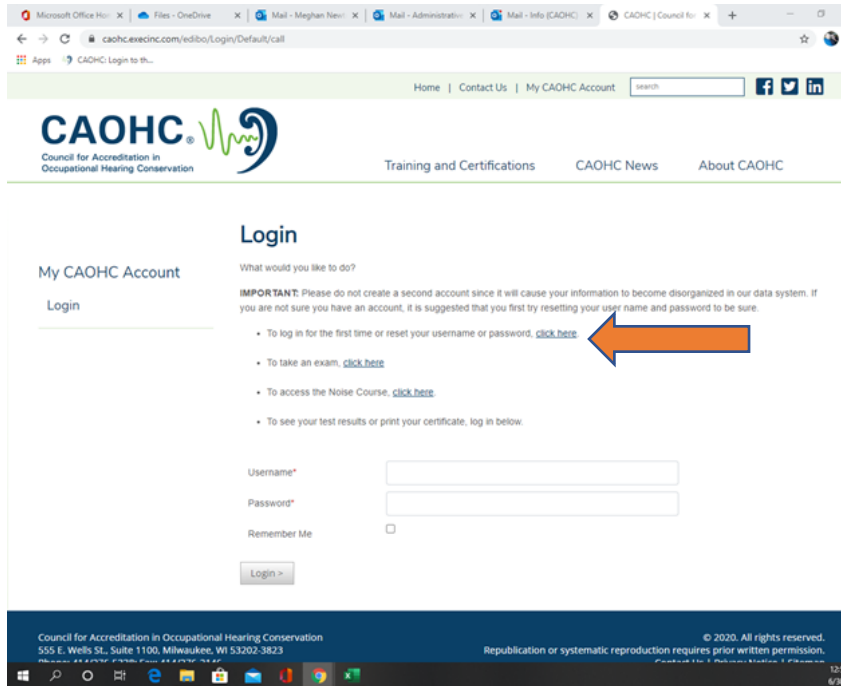 Microsoft Office Hom
Files - OneDrive
Mail - Meghan Newt
Mail - Administrativ
Mail - Info (CAOHC)
CAOHC | Council for
caohc.execinc.com/edibo/Login/Default/call
Apps
CAOHC: Login to th...
Home | Contact Us | My CAOHC Account
search
CAOHC®
Council for Accreditation in
Occupational Hearing Conservation
Training and Certifications
CAOHC News
About CAOHC
Login
My CAOHC Account
Login
What would you like to do?
IMPORTANT: Please do not create a second account since it will cause your information to become disorganized in our data system. If
you are not sure you have an account, it is suggested that you first try resetting your user name and password to be sure.
• To log in for the first time or reset your username or password, click here.
• To take an exam, click here
• To access the Noise Course, click here.
• To see your test results or print your certificate, log in below.
Username*
Password*
Remember Me
Login >
Council for Accreditation in Occupational Hearing Conservation
555 E. Wells St., Suite 1100, Milwaukee, WI 53202-3823
© 2020. All rights reserved.
Republication or systematic reproduction requires prior written permission.